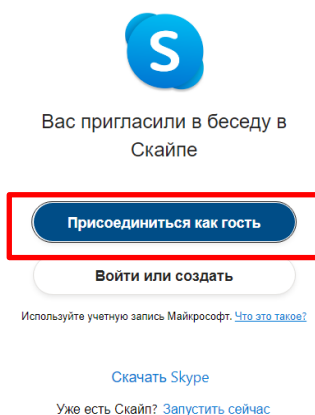 S
Вас пригласили в беседу в
Скайпе
Присоединиться как гость
Войти или создать
Используйте учетную запись Майкрософт. Что это такое?
Скачать Skype
Уже есть Скайп? Запустить сейчас